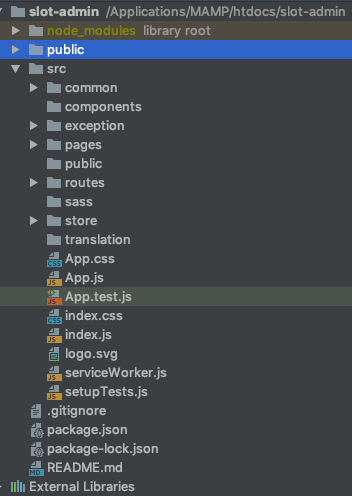 slot-admin /Applications/MAMP/htdocs/slot-admin
node_modules library root
public
src
common
components
exception
pages
public
routes
sass
store
translation
App.css
App.js
App.test.js
index.css
index.js
logo.svg
serviceWorker.js
setupTests.js
.gitignore
package.json
package-lock.json
README.md
External Libraries